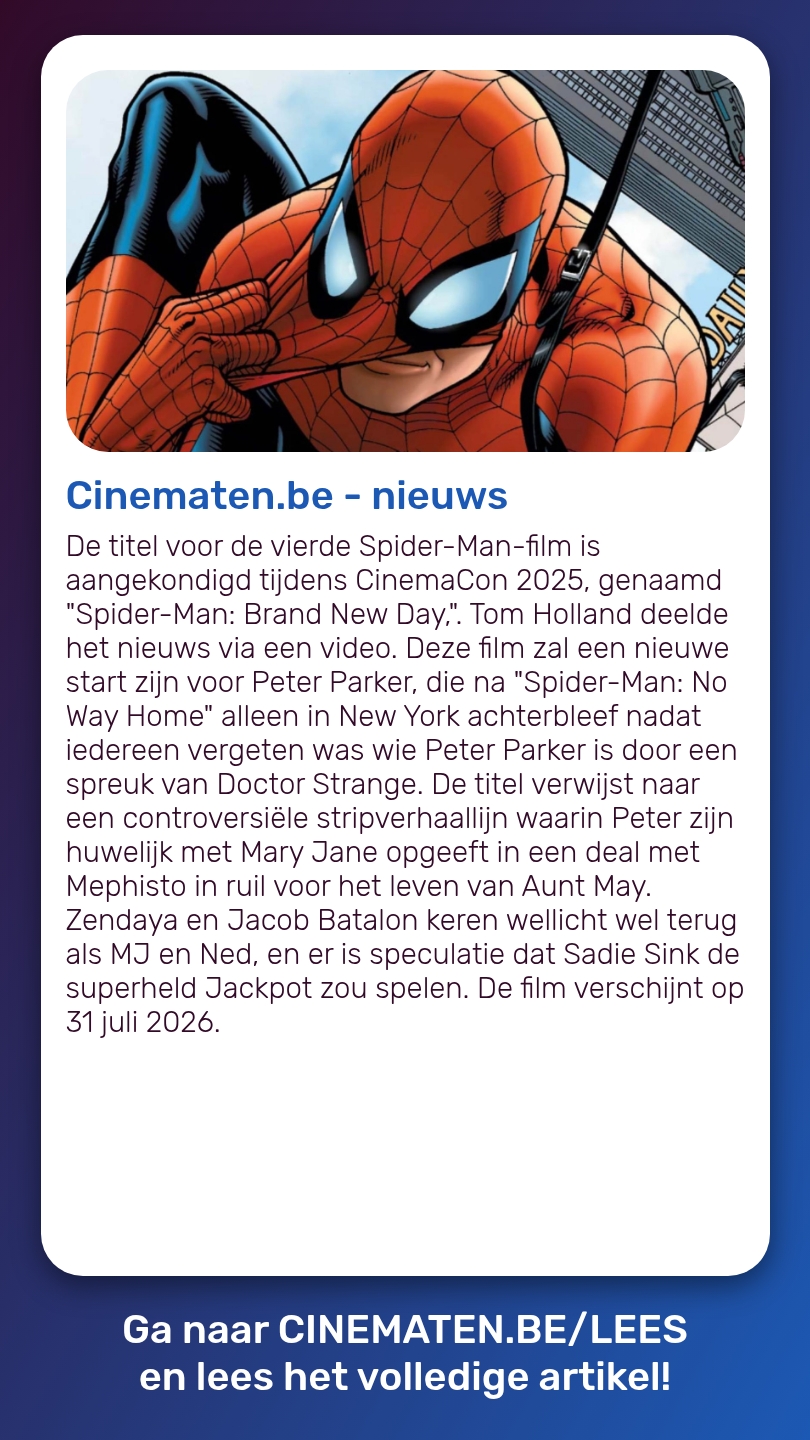 DAILY
Cinematen.be - nieuws
De titel voor de vierde Spider-Man-film is
aangekondigd tijdens CinemaCon 2025, genaamd
"Spider-Man: Brand New Day,". Tom Holland deelde
het nieuws via een video. Deze film zal een nieuwe
start zijn voor Peter Parker, die na "Spider-Man: No
Way Home" alleen in New York achterbleef nadat
iedereen vergeten was wie Peter Parker is door een
spreuk van Doctor Strange. De titel verwijst naar
een controversiële stripverhaallijn waarin Peter zijn
huwelijk met Mary Jane opgeeft in een deal met
Mephisto in ruil voor het leven van Aunt May.
Zendaya en Jacob Batalon keren wellicht wel terug
als MJ en Ned, en er is speculatie dat Sadie Sink de
superheld Jackpot zou spelen. De film verschijnt op
31 juli 2026.
Ga naar CINEMATEN.BE/LEES
en lees het volledige artikel!